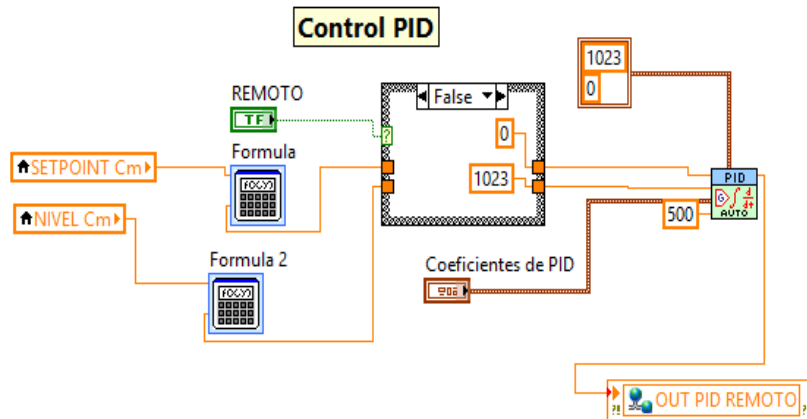 Control PID
1023
0
REMOTO
TF
False
?
0
1023
Formula
SETPOINT Cm
f(X,Y)
NIVEL Cm
PID
AUTO
500
Formula 2
f(X,Y)
Coeficientes de PID
OUT PID REMOTO